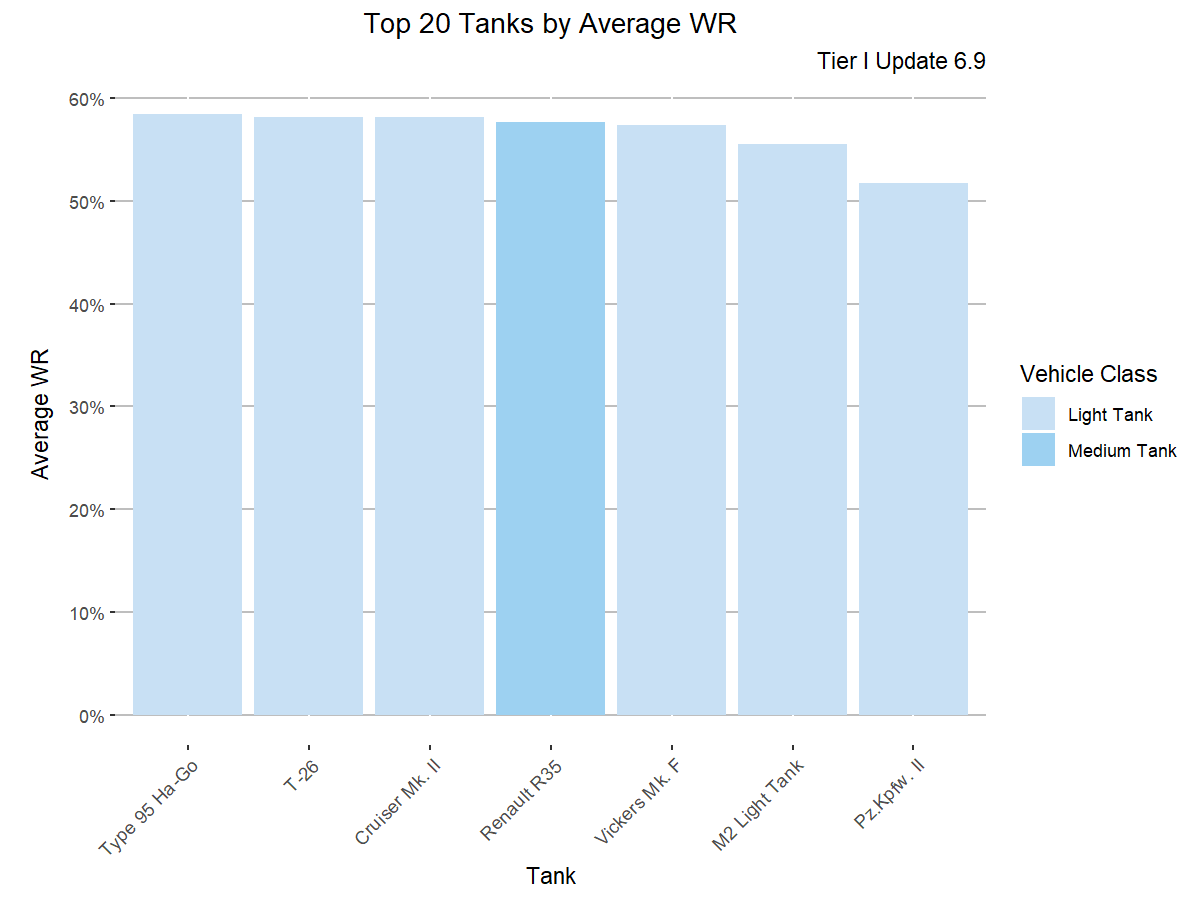 Top 20 Tanks by Average WR
Tier I Update 6.9
60%
50%
40%
30%
20%
10%
0%
Average WR
Type 95 Ha-Go
T-26
Cruiser Mk. II
Renault R35
Vickers Mk. F
M2 Light Tank
Pz.Kpfw. II
Tank
Vehicle Class
Light Tank
Medium Tank